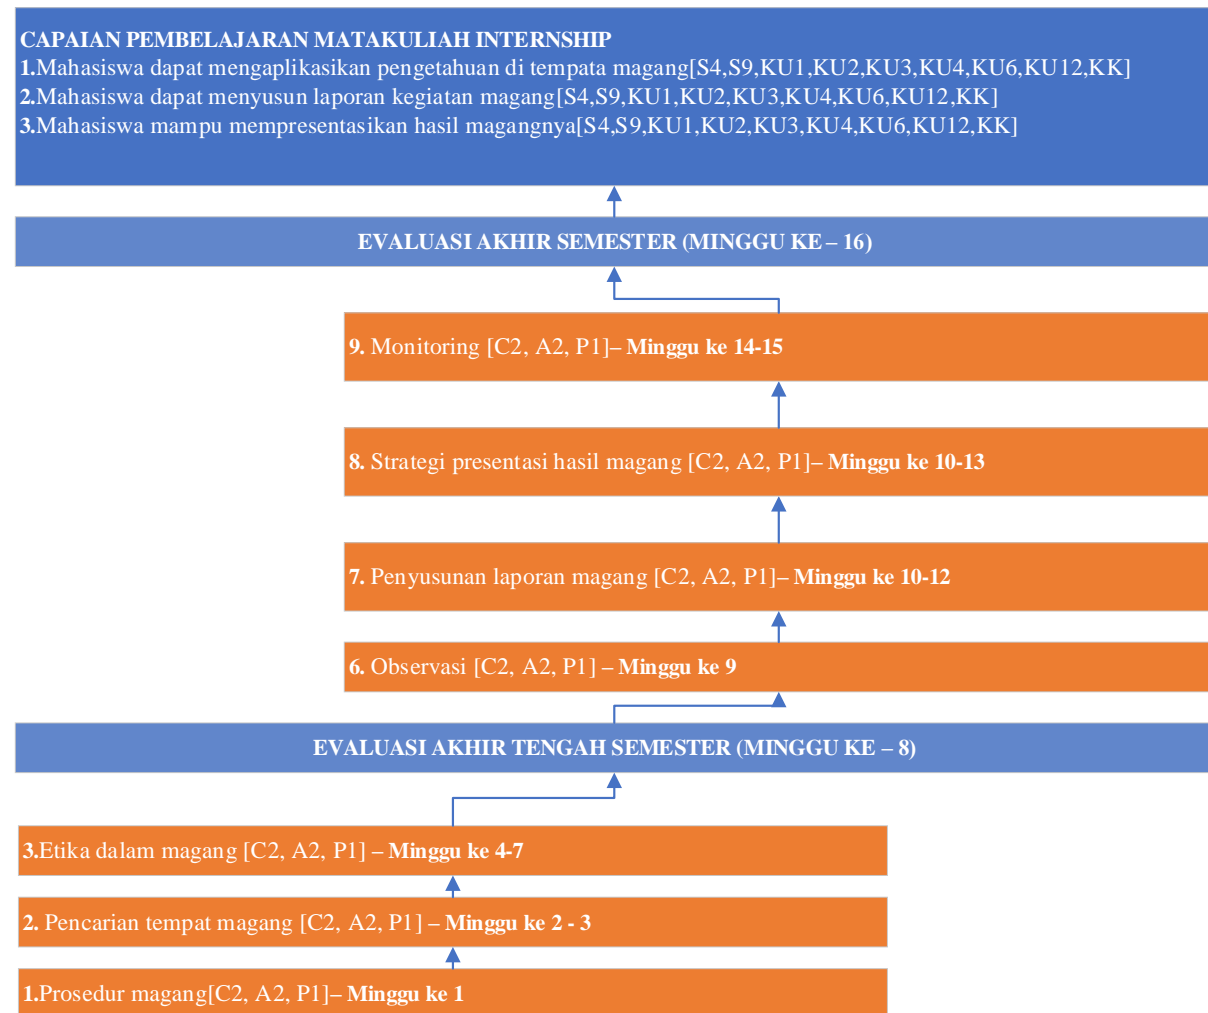 CAPAIAN PEMBELAJARAN MATAKULIAH INTERNSHIP
1.Mahasiswa dapat mengaplikasikan pengetahuan di tempata magang[S4,S9,KU1,KU2,KU3,KU4,KU6,KU12,KK]
2.Mahasiswa dapat menyusun laporan kegiatan magang[S4,S9,KU1,KU2,KU3,KU4,KU6,KU12,KK]
3.Mahasiswa mampu mempresentasikan hasil magangnya[S4,S9,KU1,KU2,KU3,KU4,KU6,KU12,KK]
EVALUASI AKHIR SEMESTER (MINGGU KE – 16)
9. Monitoring [C2, A2, P1]– Minggu ke 14-15
8. Strategi presentasi hasil magang [C2, A2, P1]– Minggu ke 10-13
7. Penyusunan laporan magang [C2, A2, P1]– Minggu ke 10-12
6. Observasi [C2, A2, P1] – Minggu ke 9
EVALUASI AKHIR TENGAH SEMESTER (MINGGU KE – 8)
3.Etika dalam magang [C2, A2, P1] – Minggu ke 4-7
2. Pencarian tempat magang [C2, A2, P1] – Minggu ke 2 - 3
1.Prosedur magang[C2, A2, P1]– Minggu ke 1